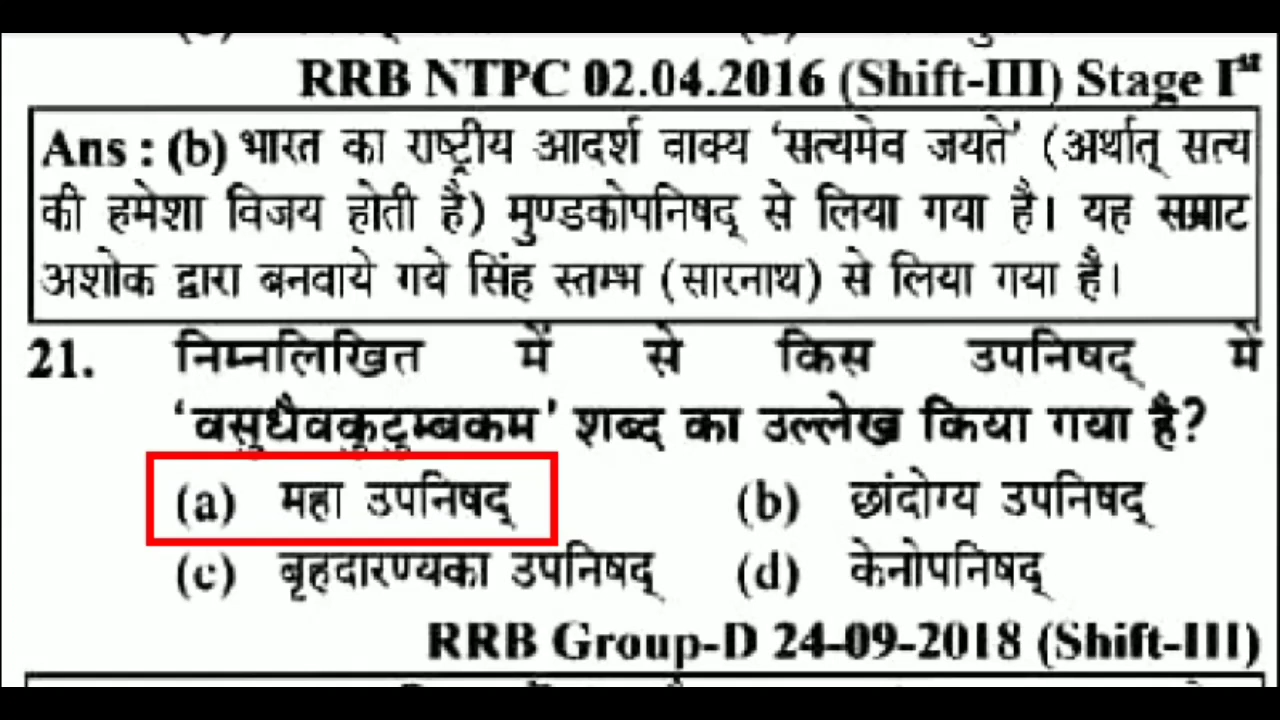 RRB NTPC 02.04.2016 (Shift-III) Stage Ist
Ans : (b) भारत का राष्ट्रीय आदर्श वाक्य ‘सत्यमेव जयते’ (अर्थात् सत्य
की हमेशा विजय होती है) मुण्डकोपनिषद् से लिया गया है। यह सम्राट
अशोक द्वारा बनवाये गये सिंह स्तम्भ (सारनाथ) से लिया गया है।
21. निम्नलिखित में से किस उपनिषद् में
‘वसुधैवकुटुम्बकम’ शब्द का उल्लेख किया गया है?
(a) महा उपनिषद् (b) छांदोग्य उपनिषद्
(c) बृहदारण्यका उपनिषद् (d) केनोपनिषद्
RRB Group-D 24-09-2018 (Shift-III)